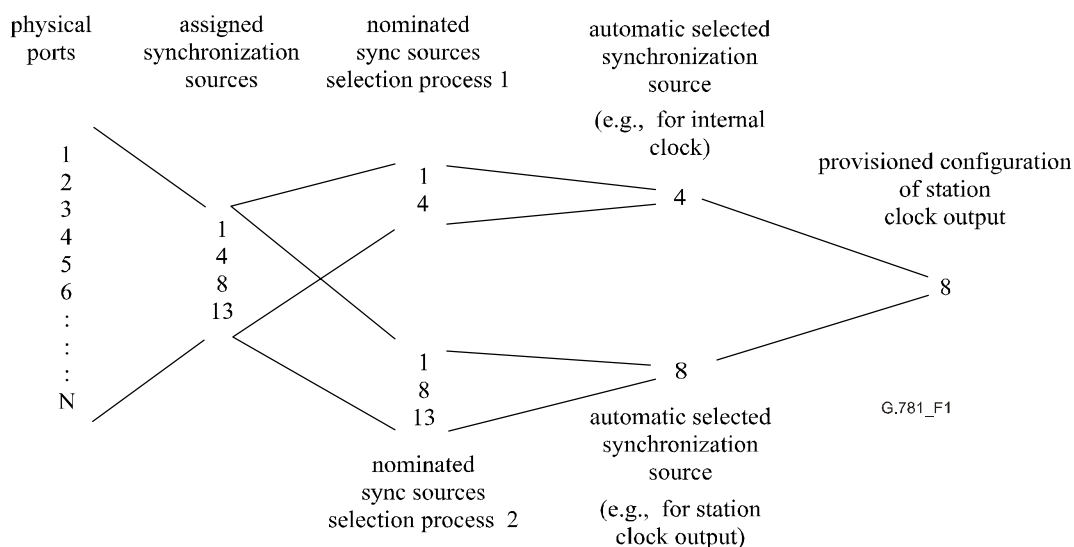 physical
ports
assigned
synchronization
sources
nominated
sync sources
selection process 1
automatic selected
synchronization
source
(e.g., for internal
clock)
provisioned configuration
of station
clock output
1
2
3
4
5
6
:
:
:
N
1
4
8
13
1
4
4
8
1
8
13
8
nominated
sync sources
selection process 2
automatic selected
synchronization
source
(e.g., for station
clock output)
G.781_F1